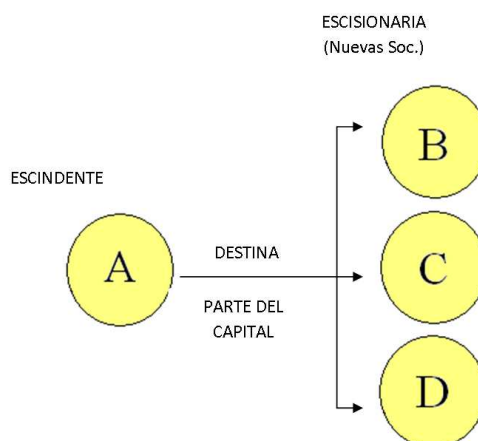 ESCISIONARIA
(Nuevas Soc.)
B
ESCINDENTE
A
DESTINA
C
PARTE DEL
CAPITAL
D